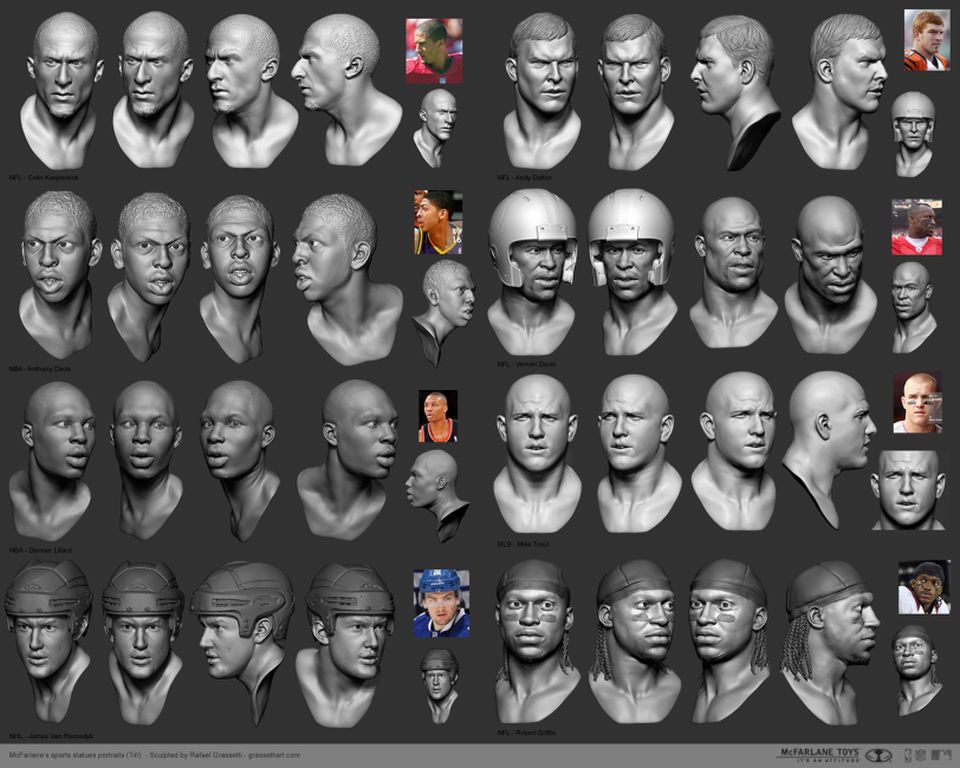 NFL - Colin Kaepernick
NFL - Andy Dalton
NBA - Anthony Davis
NFL - Vernon Davis
NBA - Damian Lillard
MLB - Mike Trout
NHL - James Van Riemsdyk
NFL - Robert Griffin
McFarlane's sports statues portraits - Sculpted by Rafael Grassetti - grassettiart.com
McFARLANE TOYS
IT'S AN ATTITUDE